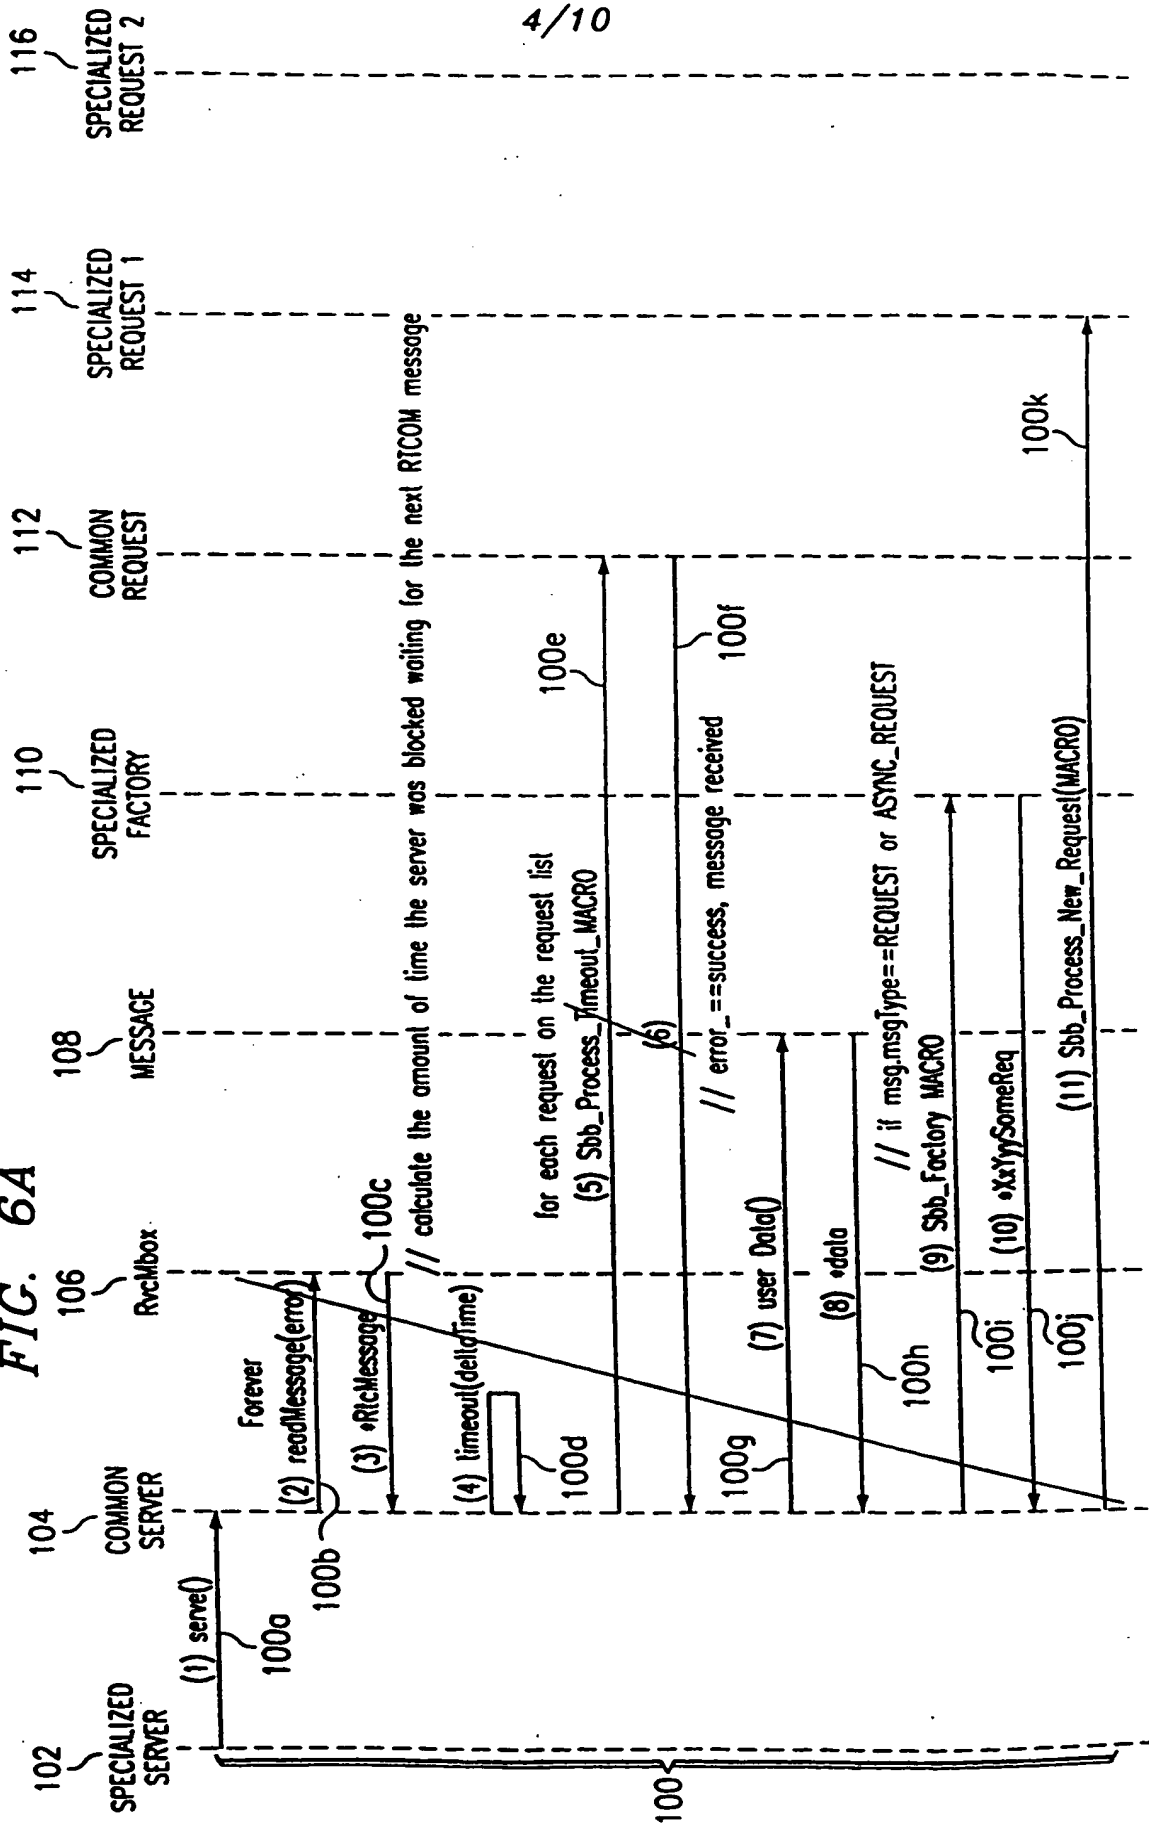 4/10
FIG. 6A
102
SPECIALIZED
SERVER
104
COMMON
SERVER
106
RvcMbox
108
MESSAGE
110
SPECIALIZED
FACTORY
112
COMMON
REQUEST
114
SPECIALIZED
REQUEST 1
116
SPECIALIZED
REQUEST 2
(1) serve()
100a
Forever
(2) readMessage(error)
100b
(3) *RtcMessage
100c
// calculate the amount of time the server was blocked waiting for the next RTCOM message
(4) timeout(deltaTime)
100d
for each request on the request list
(5) Sbb_Process_Timeout_MACRO
100e
(6)
100f
// error_==success, message received
(7) user Data()
100g
(8) *data
100h
// if msg.msgType==REQUEST or ASYNC_REQUEST
(9) Sbb_Factory MACRO
100i
(10) *XxYyySomeReq
100j
(11) Sbb_Process_New_Request(MACRO)
100k
100